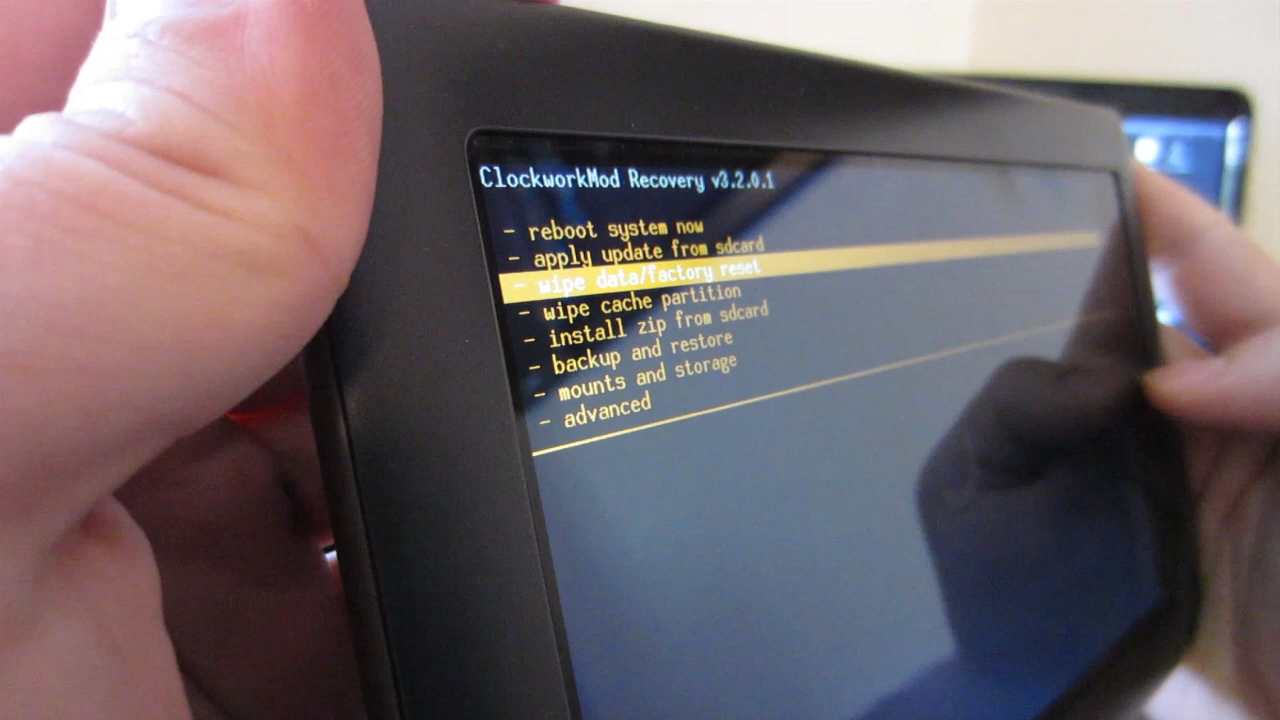 ClockworkMod Recovery v3.2.0.1
- reboot system now
- apply update from sdcard
- wipe data/factory reset
- wipe cache partition
- install zip from sdcard
- backup and restore
- mounts and storage
- advanced